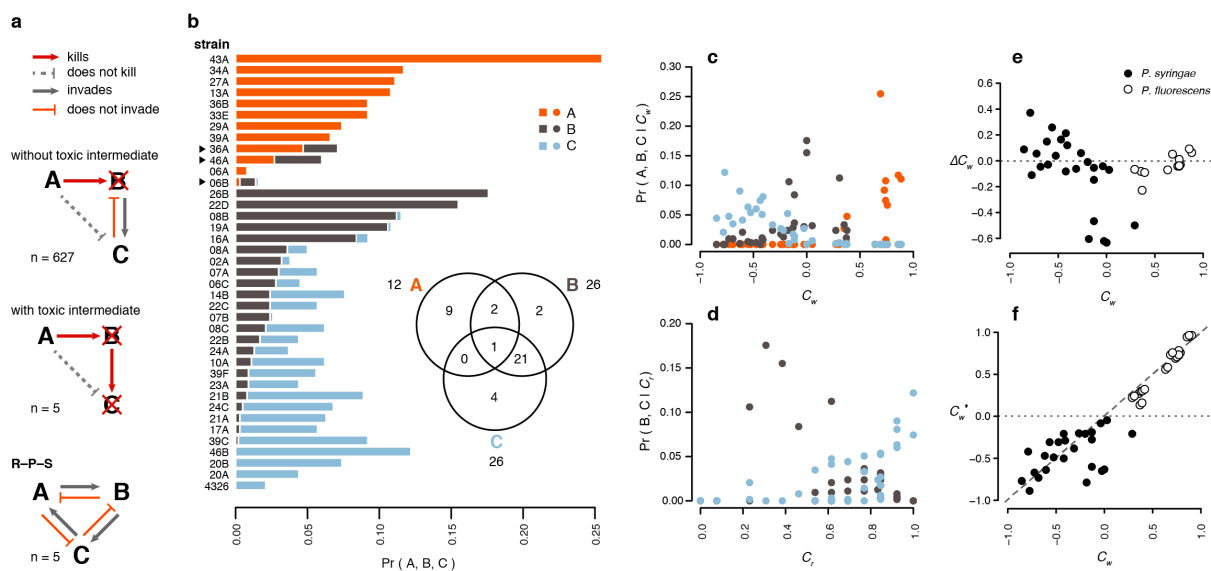 a
kills
does not kill
invades
does not invade
without toxic intermediate
A
B
C
n = 627
with toxic intermediate
A
B
C
n = 5
R–P–S
A
B
C
n = 5
b
strain
43A
34A
27A
13A
36B
33E
29A
39A
36A
46A
06A
06B
26B
22D
08B
19A
16A
08A
02A
07A
06C
14B
22C
07B
08C
22B
24A
10A
39F
23A
21B
24C
21A
17A
39C
46B
20B
20A
4326
0.00
0.05
0.10
0.15
0.20
0.25
Pr ( A, B, C )
A
B
C
12 A
B 26
9
2
2
1
0
21
4
C
26
c
0.30
0.25
0.20
0.15
0.10
0.05
0.00
Pr ( A, B, C | Cw )
−1.0
−0.5
0.0
0.5
1.0
Cw
d
0.20
0.15
0.10
0.05
0.00
Pr ( B, C | Cr )
0.0
0.2
0.4
0.6
0.8
1.0
Cr
e
P. syringae
P. fluorescens
0.6
0.4
0.2
0.0
−0.2
−0.4
−0.6
ΔCw
−1.0
−0.5
0.0
0.5
1.0
Cw
f
1.0
0.5
0.0
−0.5
−1.0
Cw*
−1.0
−0.5
0.0
0.5
1.0
Cw